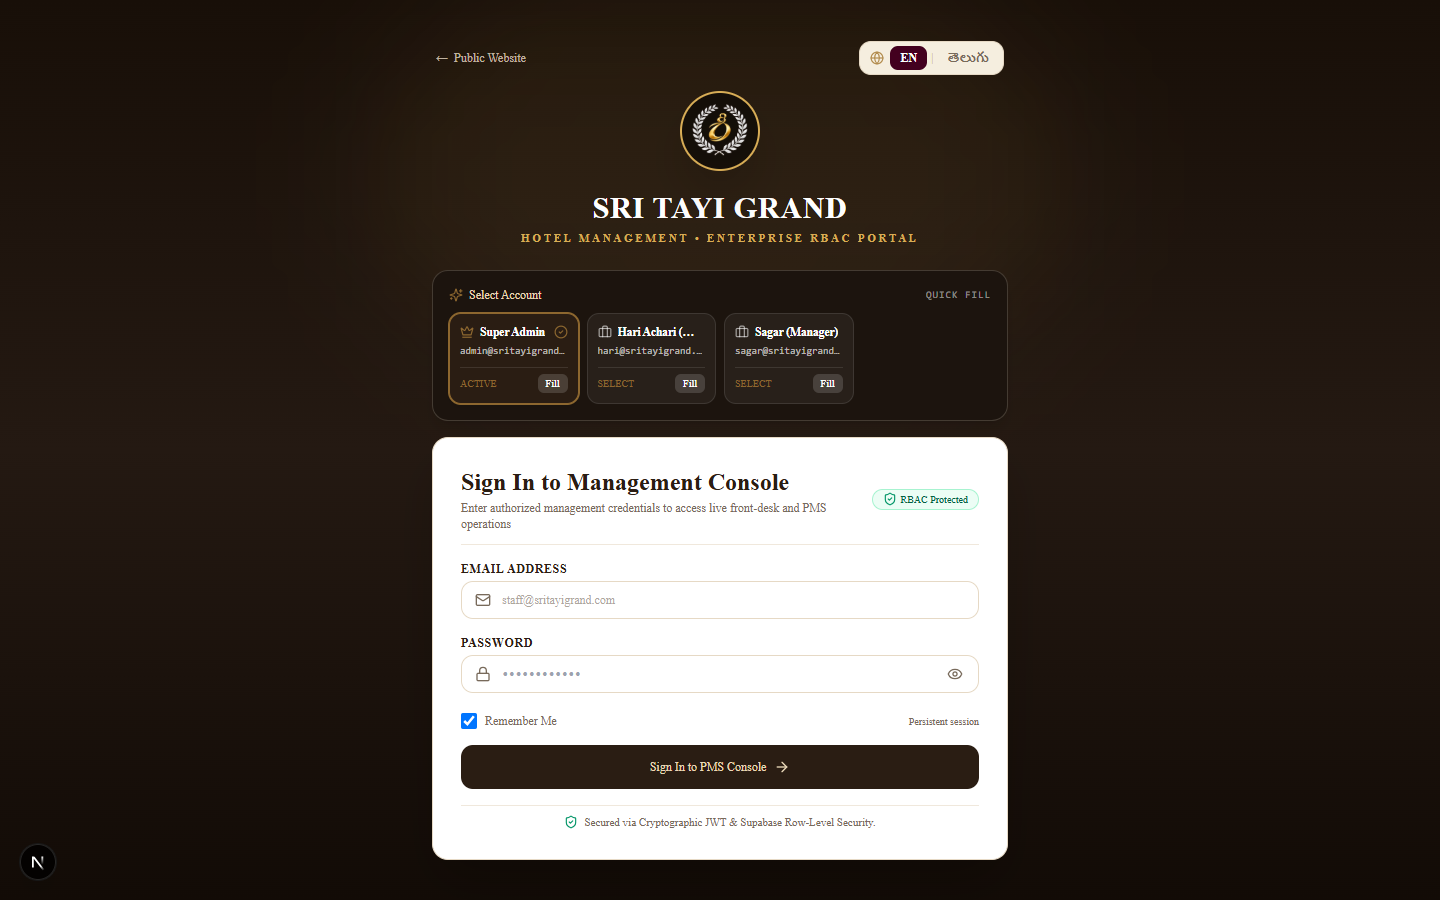 ← Public Website
EN
తెలుగు
SRI TAYI GRAND
HOTEL MANAGEMENT • ENTERPRISE RBAC PORTAL
Select Account
QUICK FILL
Super Admin
admin@sritayigrand…
ACTIVE
Fill
Hari Achari (…
hari@sritayigrand.…
SELECT
Fill
Sagar (Manager)
sagar@sritayigrand…
SELECT
Fill
Sign In to Management Console
Enter authorized management credentials to access live front-desk and PMS
operations
RBAC Protected
EMAIL ADDRESS
staff@sritayigrand.com
PASSWORD
••••••••••••
Remember Me
Persistent session
Sign In to PMS Console →
Secured via Cryptographic JWT & Supabase Row-Level Security.
N